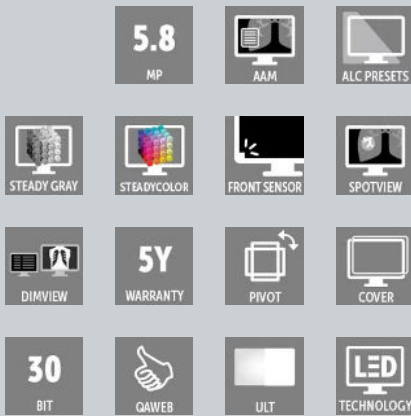 5.8
MP
AAM
ALC PRESETS
STEADY GRAY
STEADYCOLOR
FRONT SENSOR
SPOTVIEW
DIMVIEW
5Y
WARRANTY
PIVOT
COVER
30
BIT
QAWEB
ULT
LED
TECHNOLOGY